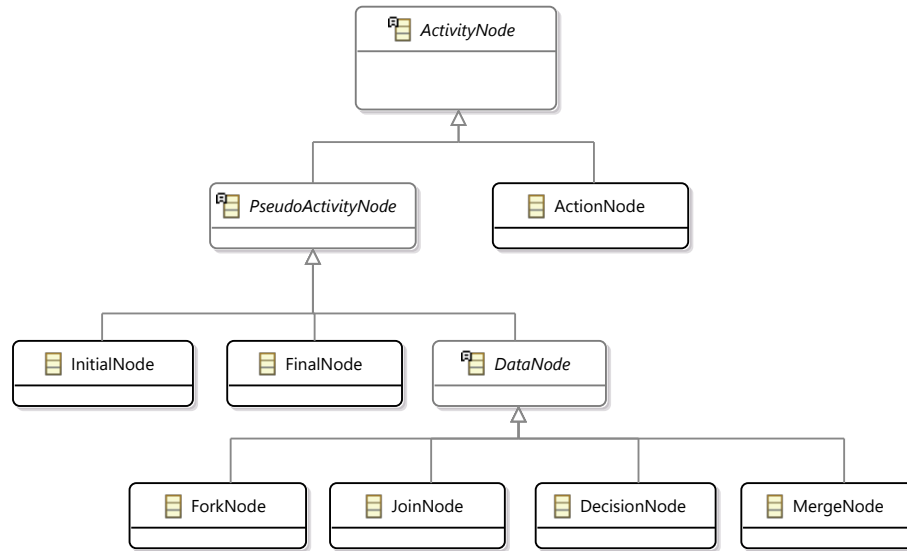 ActivityNode
PseudoActivityNode
ActionNode
InitialNode
FinalNode
DataNode
ForkNode
JoinNode
DecisionNode
MergeNode